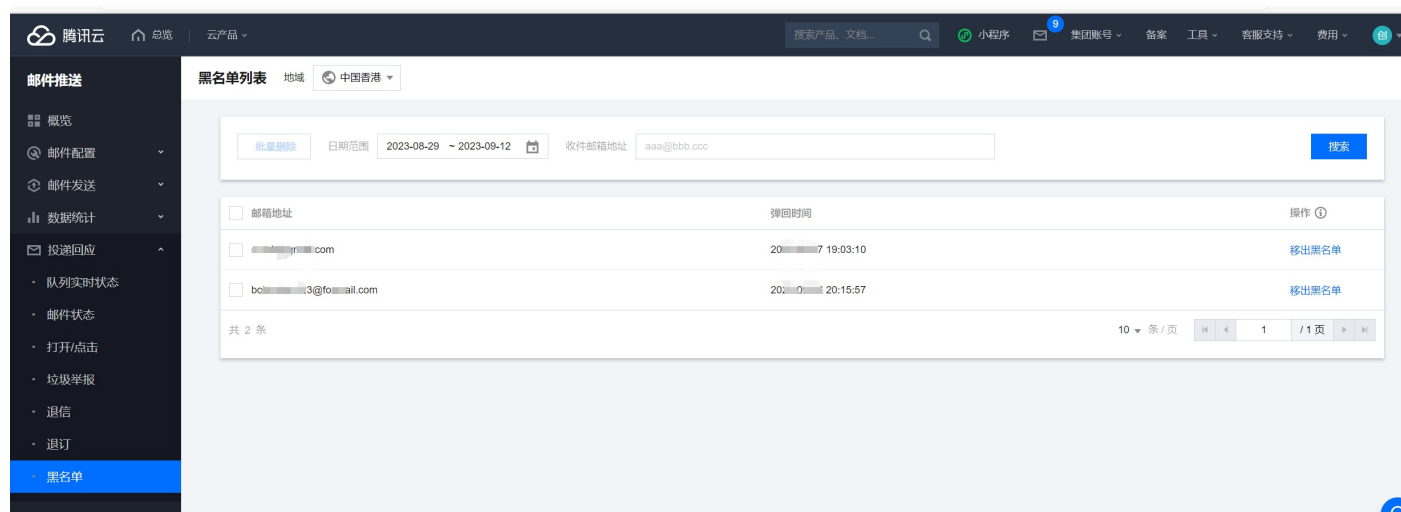 腾讯云 总览 云产品 搜索产品、文档... 小程序 9 集团账号 备案 工具 客服支持 费用 创
邮件推送 黑名单列表 地域 中国香港
概览
邮件配置
邮件发送
数据统计
投递回应
队列实时状态
邮件状态
打开/点击
垃圾举报
退信
退订
黑名单
批量删除 日期范围 2023-08-29 ~ 2023-09-12 收件邮箱地址 aaa@bbb.ccc 搜索
邮箱地址 弹回时间 操作
com 19:03:10 移出黑名单
20:15:57 移出黑名单
共 2 条 10 条 / 页 1 / 1 页